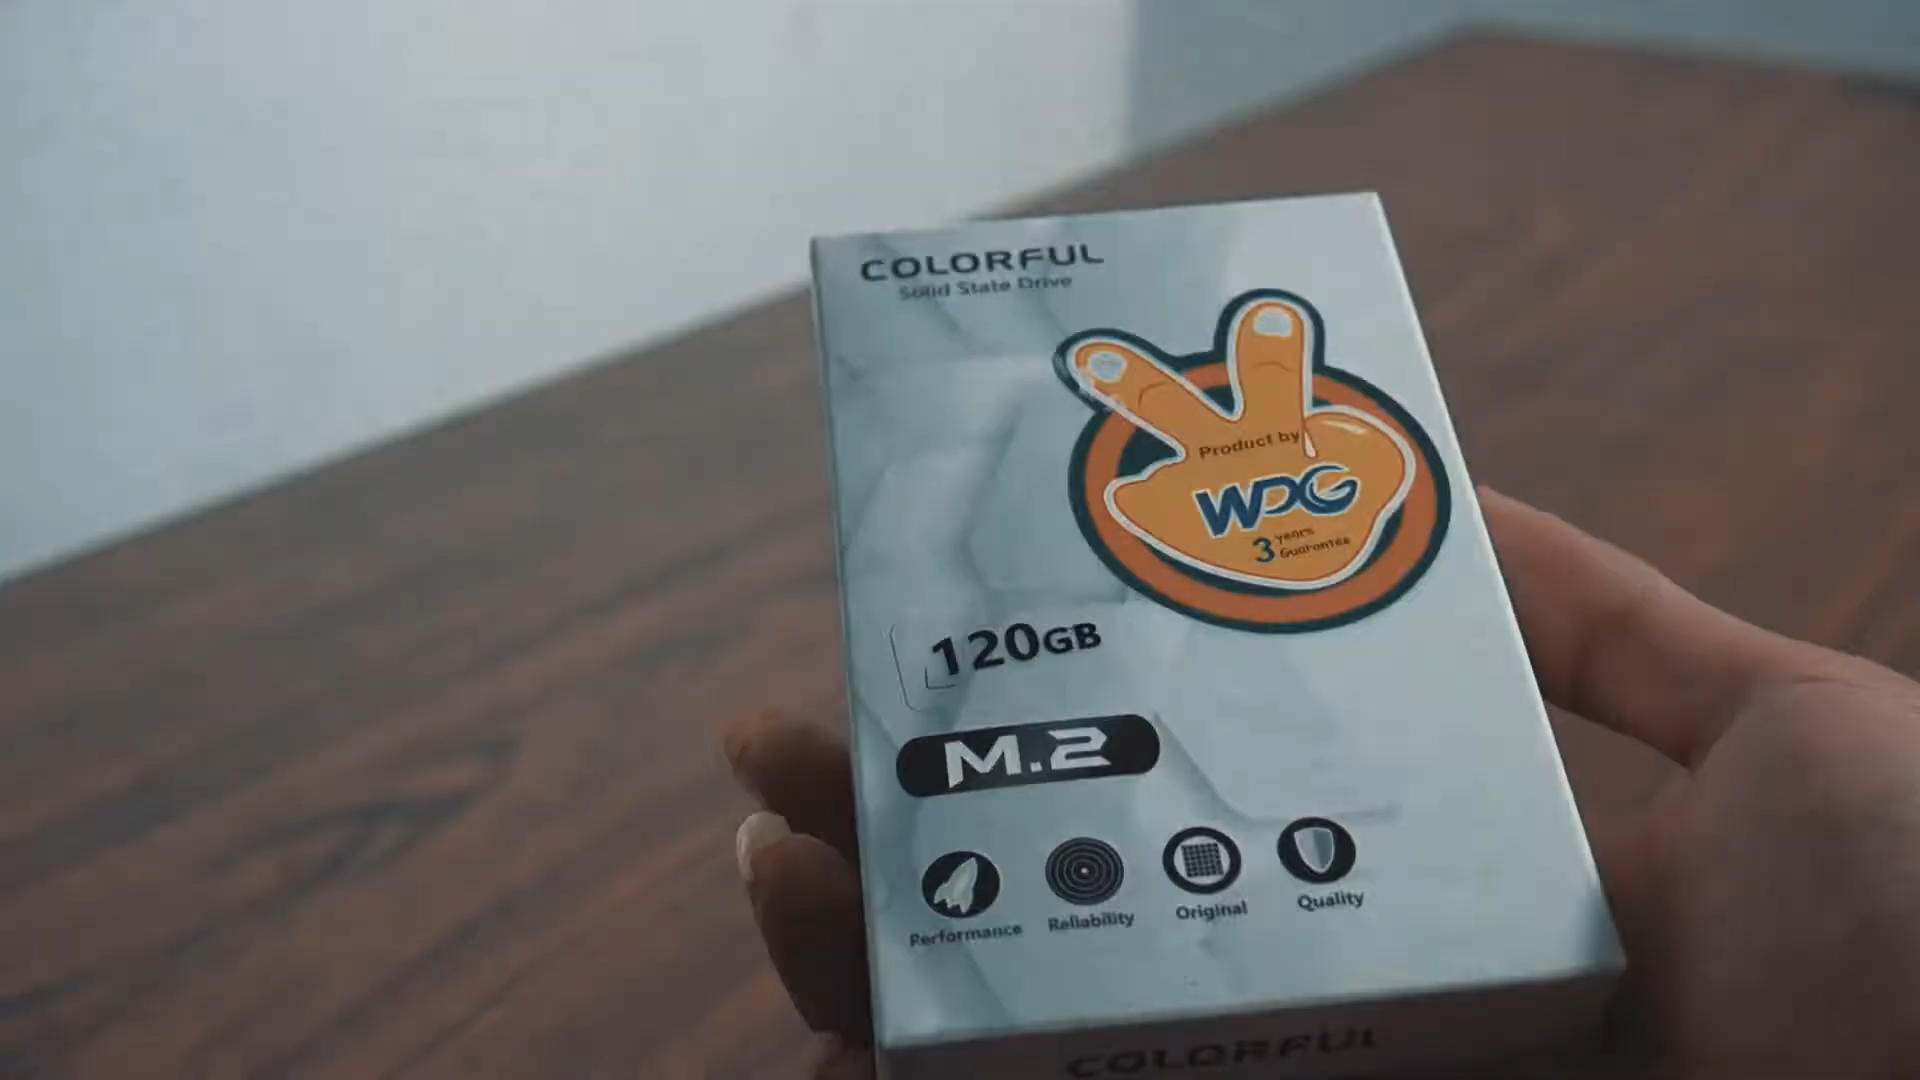 COLORFUL
Solid State Drive
Product by
WDG
3 years
Guarantee
120GB
M.2
Performance
Reliability
Original
Quality
COLORFUL